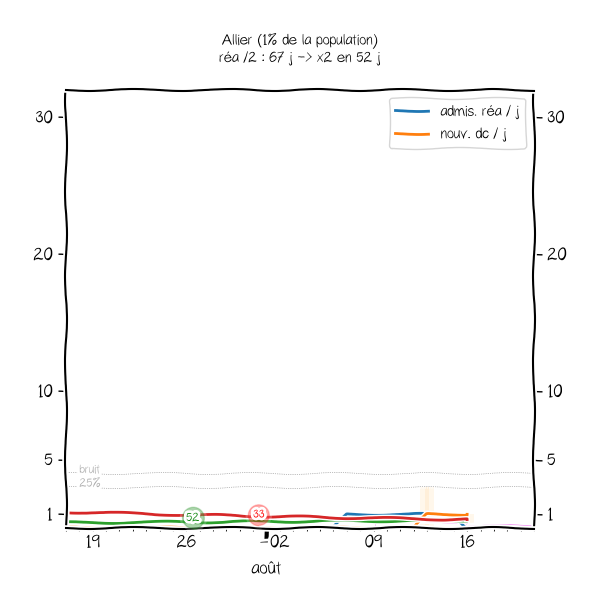 Allier (1% de la population)
réa /2 : 67 j -> x2 en 52 j
admis. réa / j
nouv. dc / j
30 30
20 20
10 10
5 5
bruit
25%
1 52 33 1
19 26 02 09 16
août